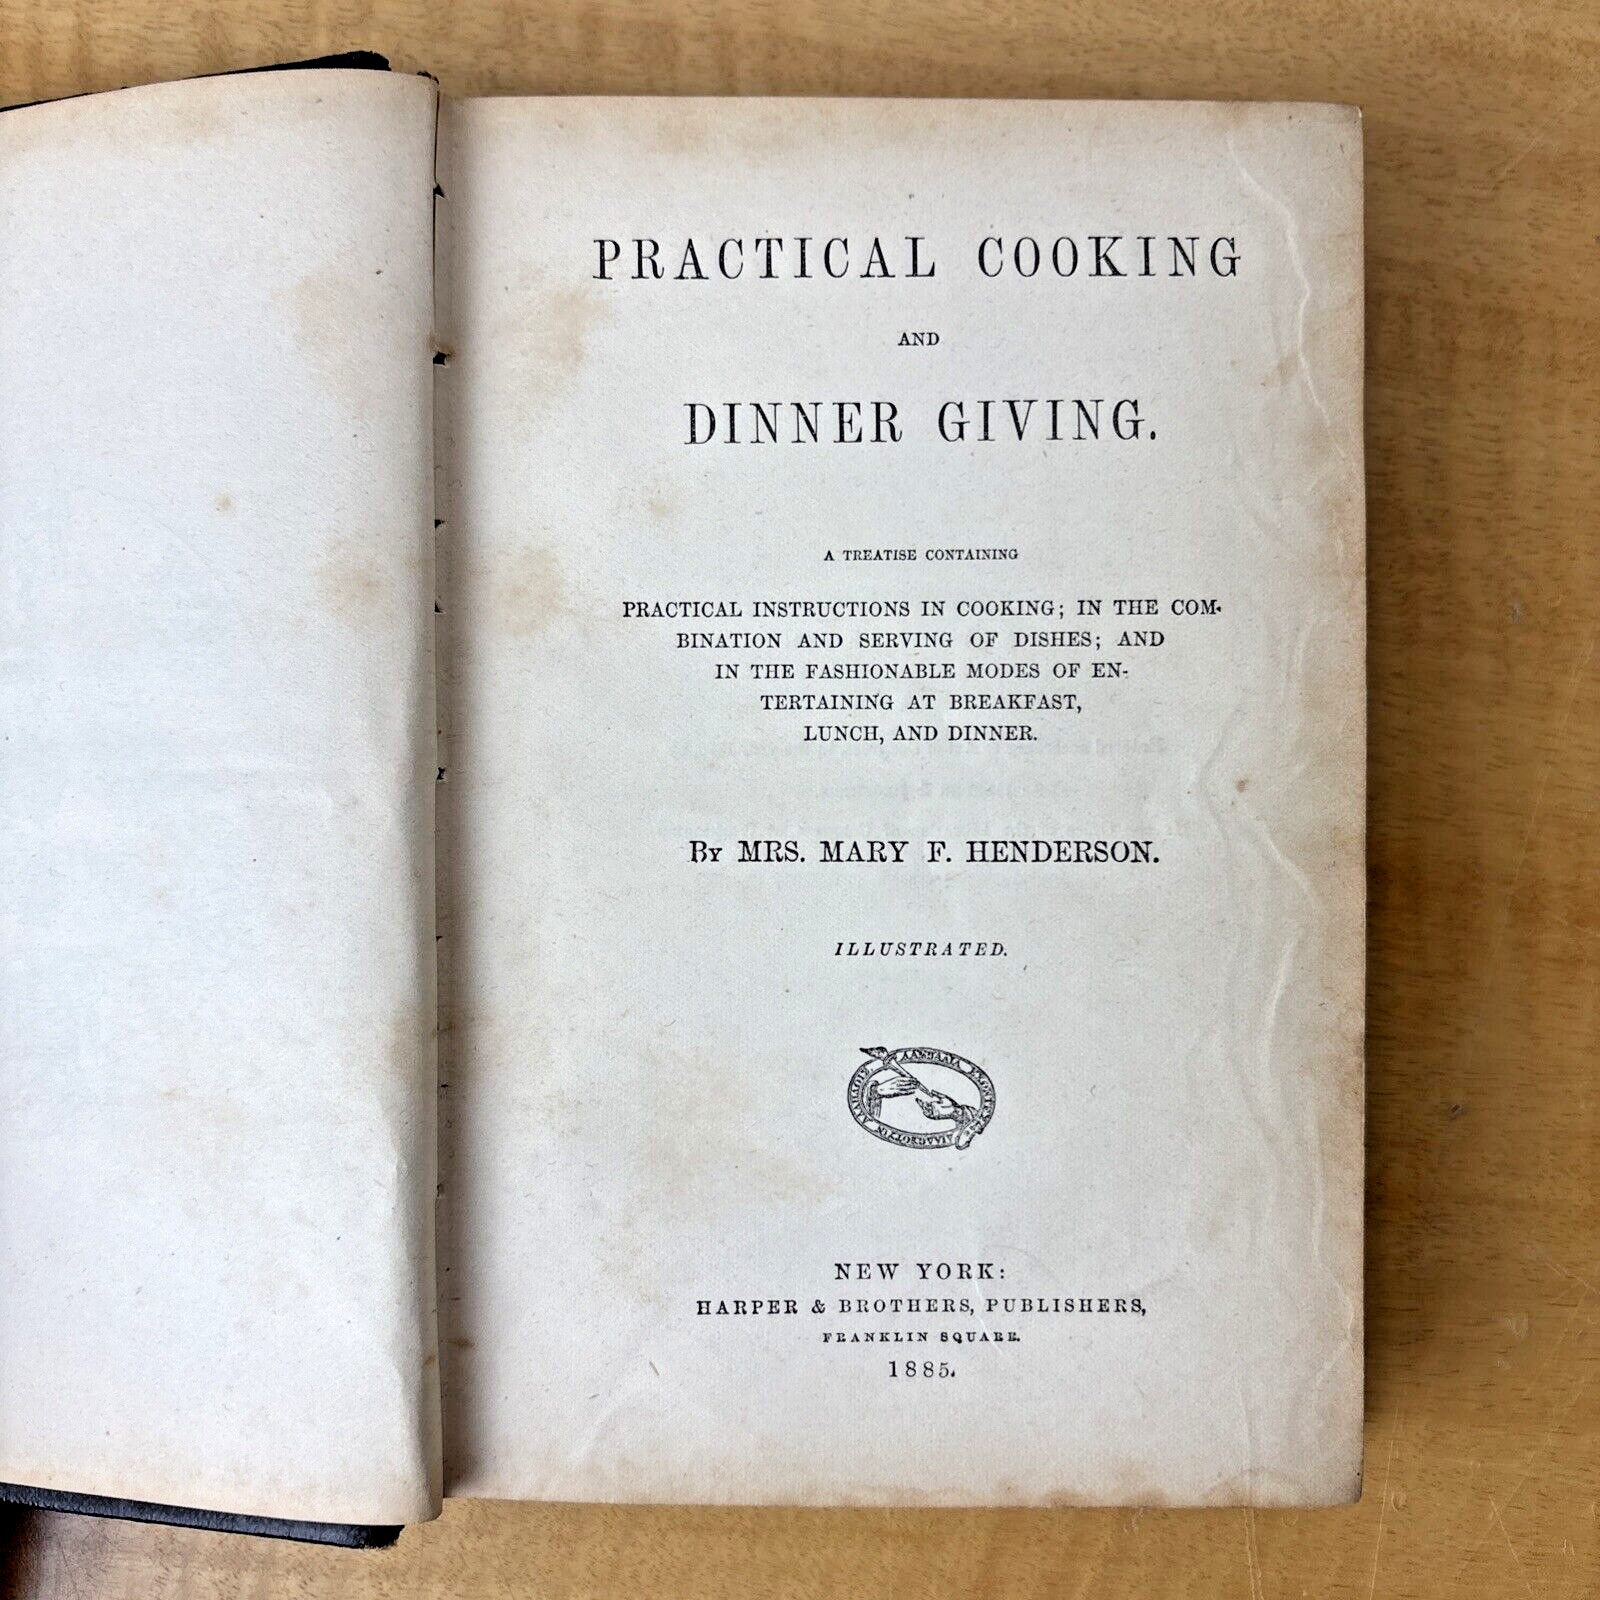 PRACTICAL COOKING
AND
DINNER GIVING.
A TREATISE CONTAINING
PRACTICAL INSTRUCTIONS IN COOKING; IN THE COM-
BINATION AND SERVING OF DISHES; AND
IN THE FASHIONABLE MODES OF EN-
TERTAINING AT BREAKFAST,
LUNCH, AND DINNER.
By MRS. MARY F. HENDERSON.
ILLUSTRATED.
NEW YORK:
HARPER & BROTHERS, PUBLISHERS,
FRANKLIN SQUARE.
1885.